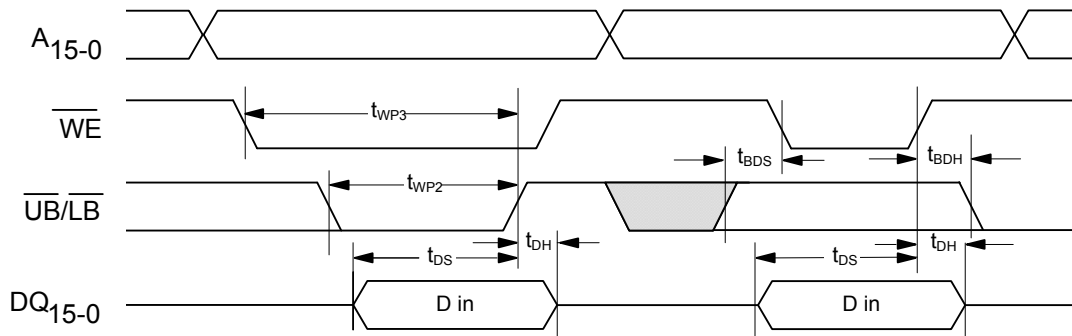 A15-0
WE
tWP3
tBDS
tBDH
UB/LB
tWP2
tDS
tDH
tDS
tDH
DQ15-0
D in
D in